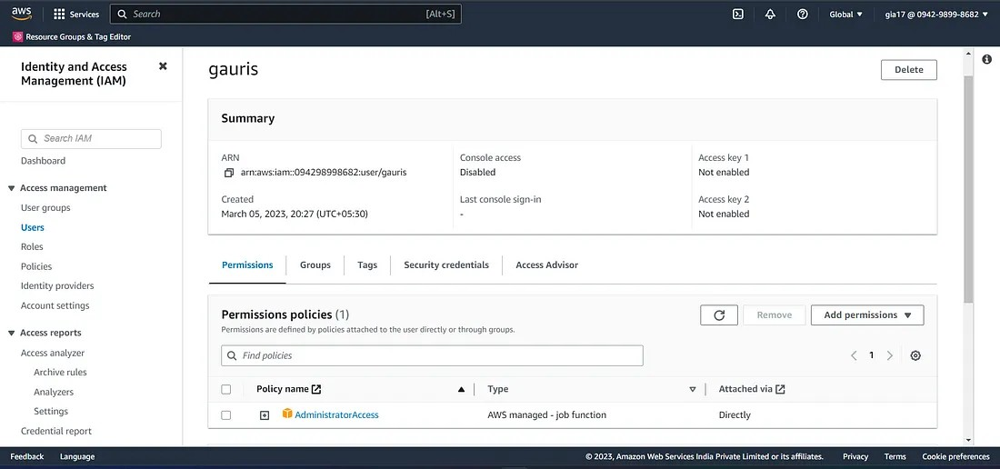 aws Services Search [Alt+S] Global gia17 @ 0942-9899-8682
Resource Groups & Tag Editor
Identity and Access
Management (IAM)
Search IAM
Dashboard
Access management
User groups
Users
Roles
Policies
Identity providers
Account settings
Access reports
Access analyzer
Archive rules
Analyzers
Settings
Credential report
gauris
Delete
Summary
ARN
arn:aws:iam::094298998682:user/gauris
Created
March 05, 2023, 20:27 (UTC+05:30)
Console access
Disabled
Last console sign-in
-
Access key 1
Not enabled
Access key 2
Not enabled
Permissions Groups Tags Security credentials Access Advisor
Permissions policies (1)
Permissions are defined by policies attached to the user directly or through groups.
Remove Add permissions
Find policies
1
Policy name Type Attached via
AdministratorAccess AWS managed - job function Directly
Feedback Language © 2023, Amazon Web Services India Private Limited or its affiliates. Privacy Terms Cookie preferences